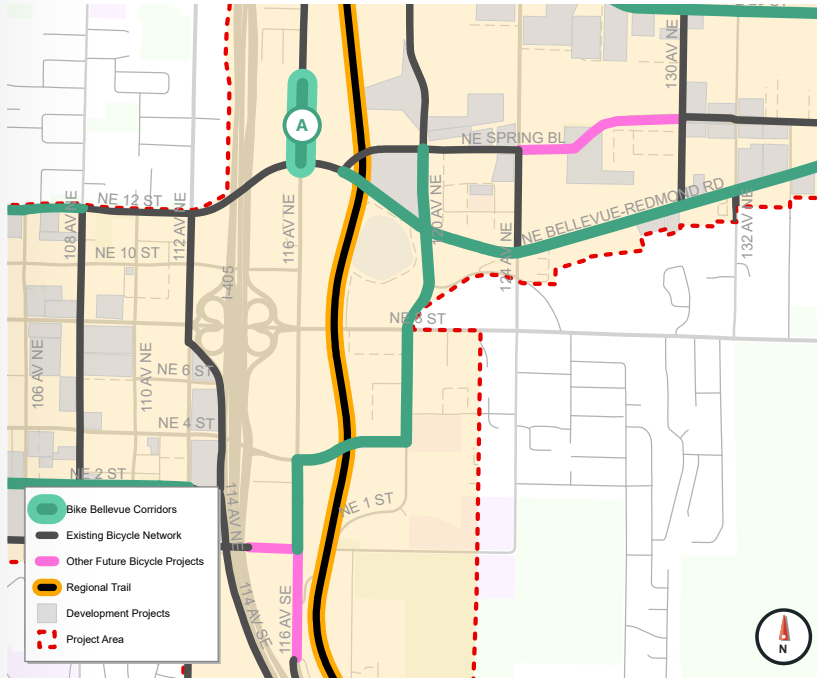 130 AV NE
A
NE SPRING BL
NE 12 ST
108 AV NE
112 AV NE
116 AV NE
120 AV NE
124 AV NE
NE BELLEVUE-REDMOND RD
132 AV NE
NE 10 ST
I-405
NE 8 ST
106 AV NE
110 AV NE
NE 6 ST
NE 4 ST
NE 2 ST
114 AV NE
NE 1 ST
114 AV SE
116 AV SE
Bike Bellevue Corridors
Existing Bicycle Network
Other Future Bicycle Projects
Regional Trail
Development Projects
Project Area
N